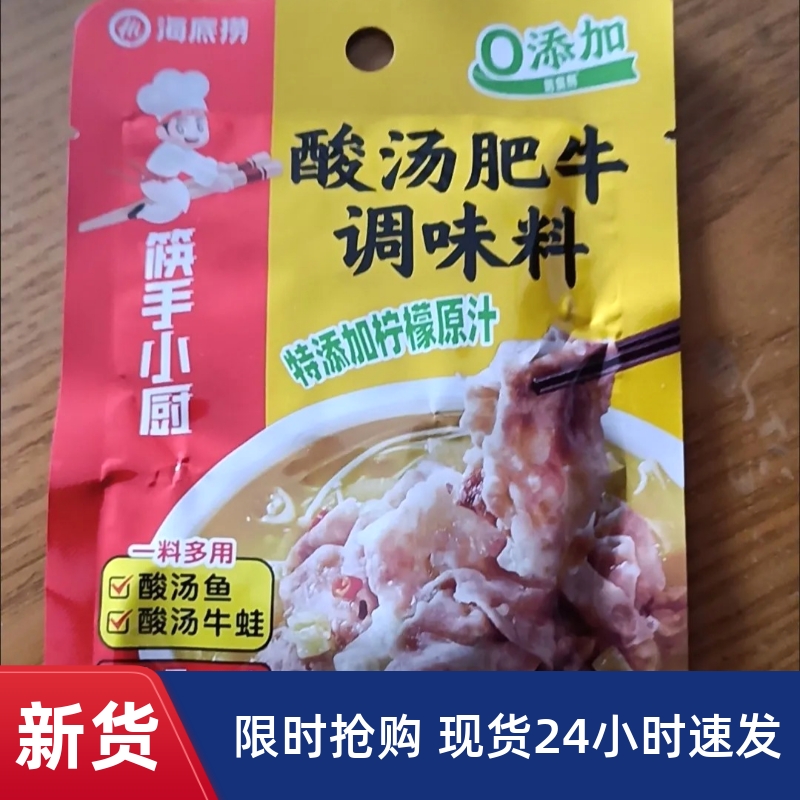 海底捞
0添加
酸汤肥牛
调味料
筷手小厨
特添加柠檬原汁
一料多用
酸汤鱼
酸汤牛蛙
新货
限时抢购 现货24小时速发